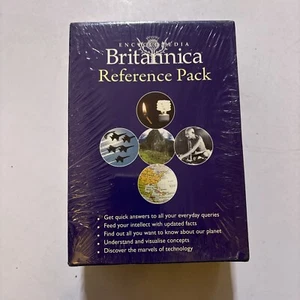 ENCYCLOPÆDIA
Britannica
Reference Pack
• Get quick answers to all your everyday queries
• Feed your intellect with updated facts
• Find out all you want to know about our planet
• Understand and visualise concepts
• Discover the marvels of technology